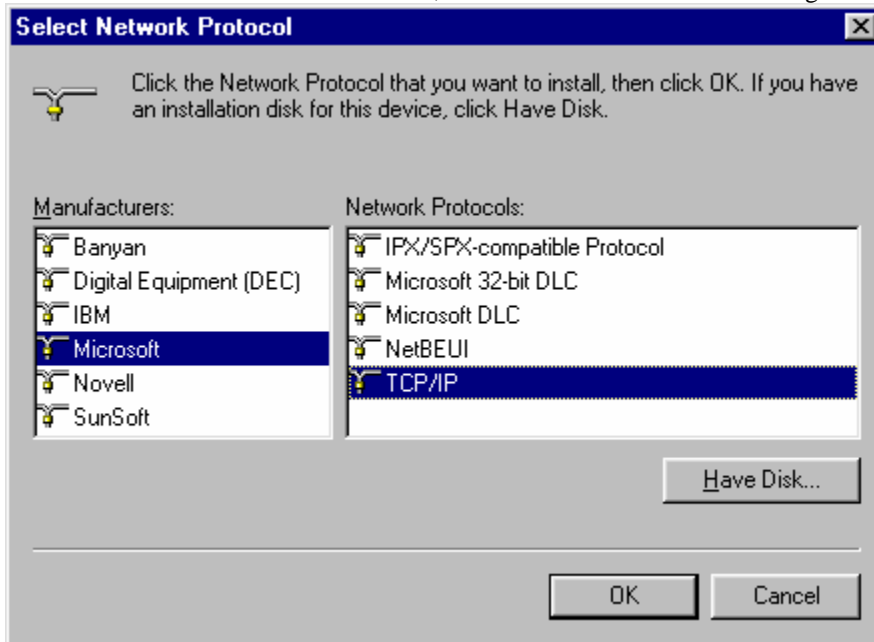 Select Network Protocol
Click the Network Protocol that you want to install, then click OK. If you have
an installation disk for this device, click Have Disk.
Manufacturers:
Banyan
Digital Equipment (DEC)
IBM
Microsoft
Novell
SunSoft
Network Protocols:
IPX/SPX-compatible Protocol
Microsoft 32-bit DLC
Microsoft DLC
NetBEUI
TCP/IP
Have Disk...
OK
Cancel